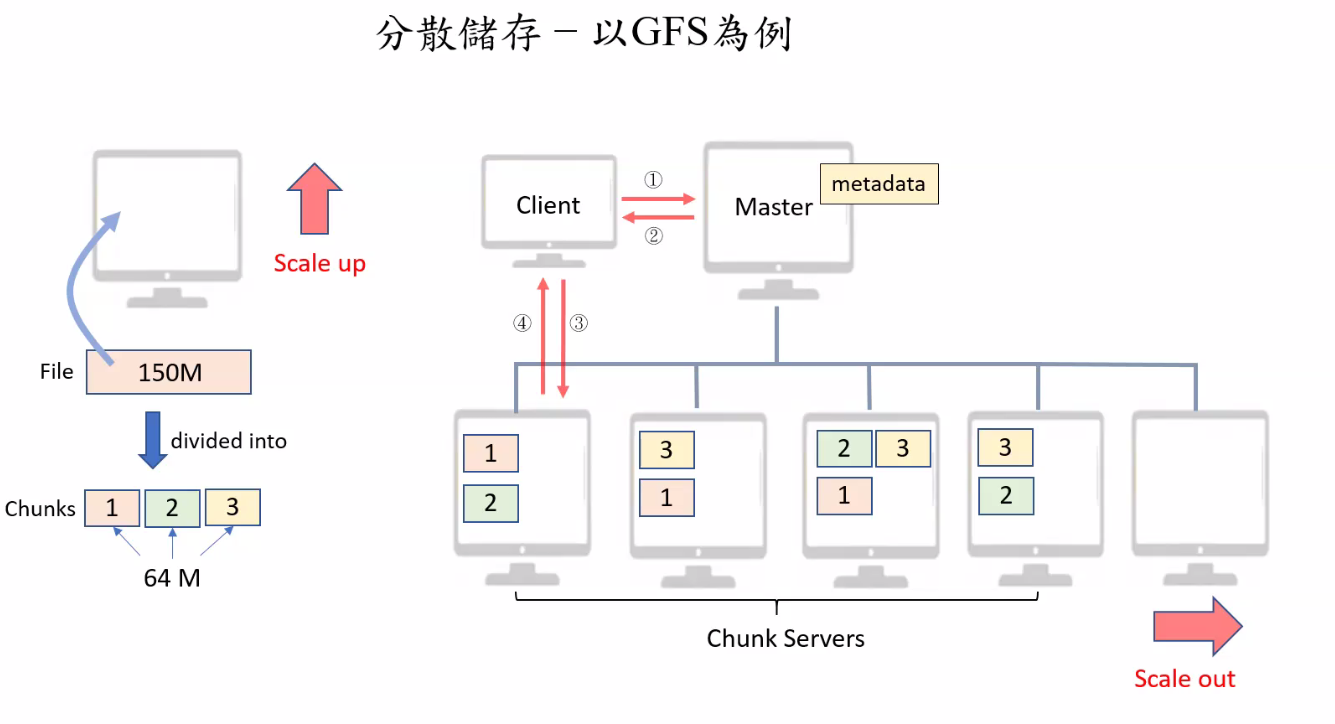 分散儲存 – 以GFS為例
Scale up
File
150M
divided into
Chunks
1
2
3
64 M
Client
①
②
Master
metadata
④
③
1
2
3
1
2
3
1
3
2
Chunk Servers
Scale out